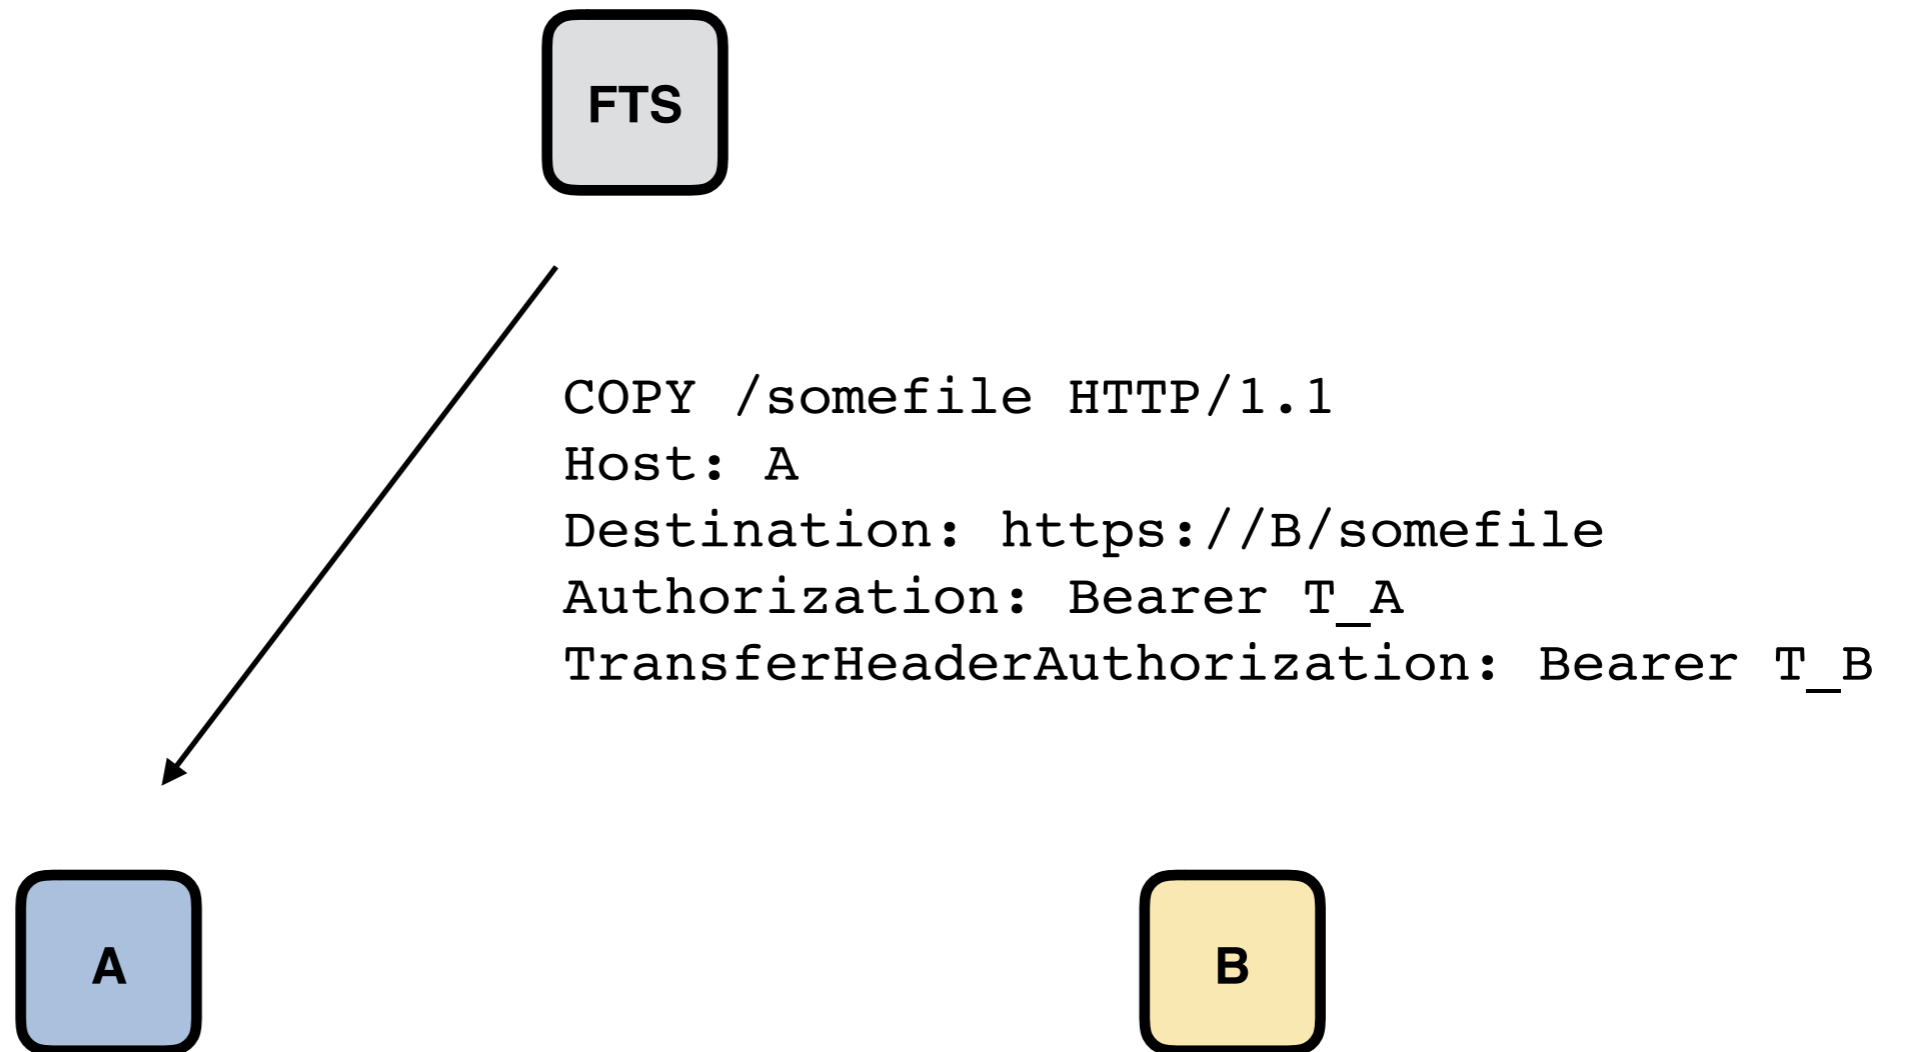 FTS
COPY /somefile HTTP/1.1
Host: A
Destination: https://B/somefile
Authorization: Bearer T_A
TransferHeaderAuthorization: Bearer T_B
A
B